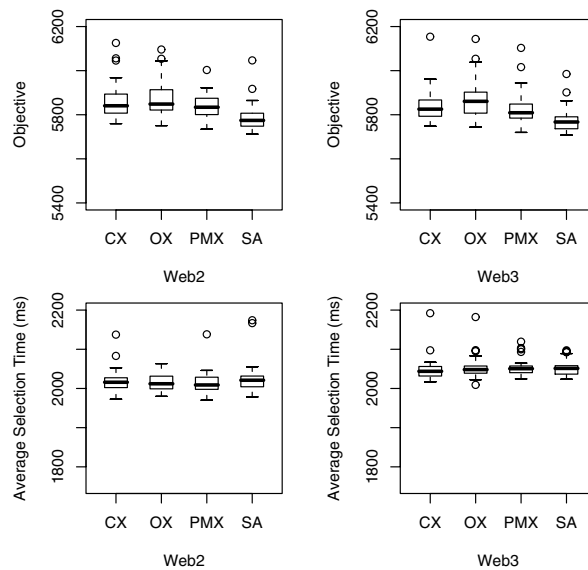 Objective
6200
5800
5400
CX OX PMX SA
Web2
Objective
6200
5800
5400
CX OX PMX SA
Web3
Average Selection Time (ms)
2200
2000
1800
CX OX PMX SA
Web2
Average Selection Time (ms)
2200
2000
1800
CX OX PMX SA
Web3